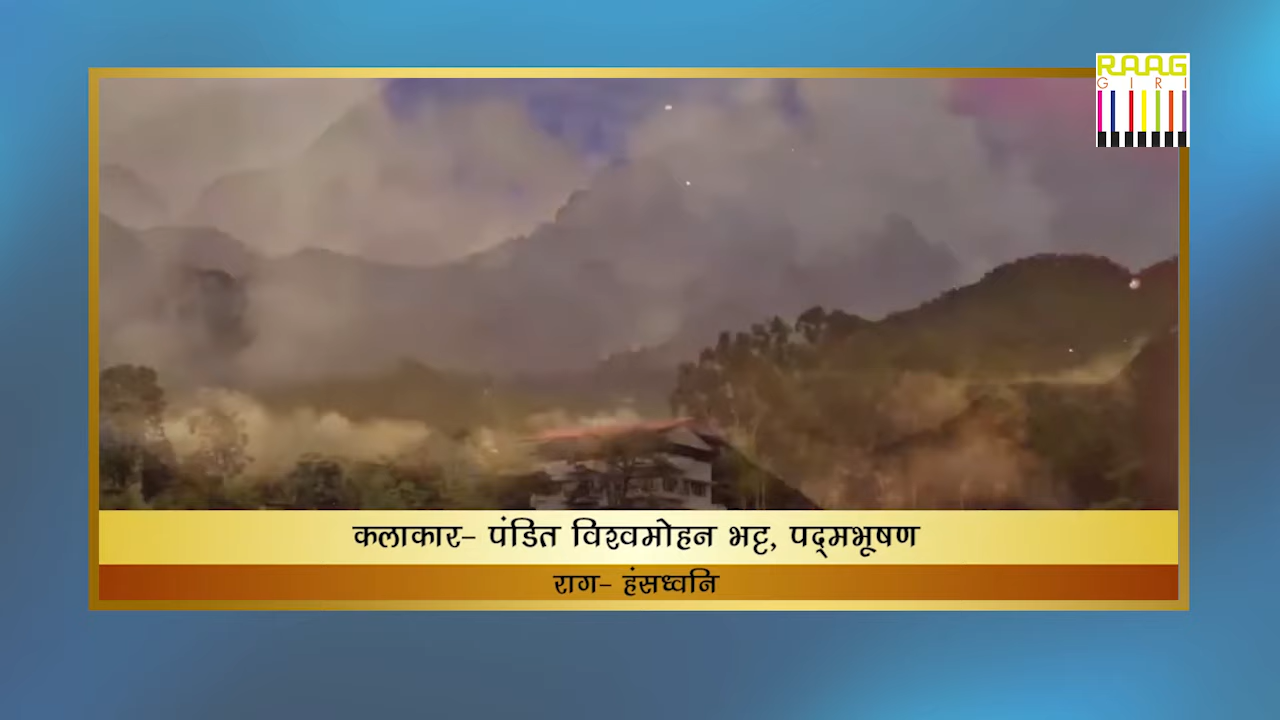 RAAG
GIRI
कलाकार– पंडित विश्वमोहन भट्ट, पद्मभूषण
राग– हंसध्वनि